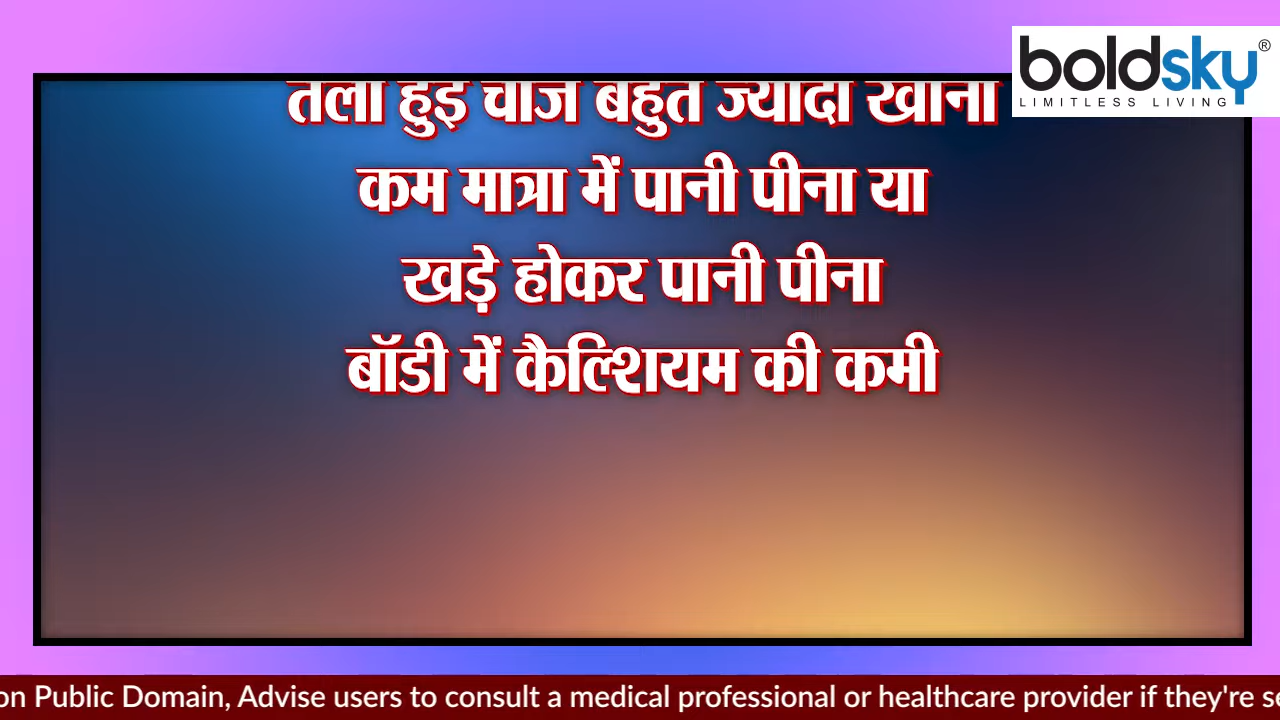 boldsky®
LIMITLESS LIVING
तली हुई चीजें बहुत ज्यादा खाना
कम मात्रा में पानी पीना या
खड़े होकर पानी पीना
बॉडी में कैल्शियम की कमी
on Public Domain, Advise users to consult a medical professional or healthcare provider if they're